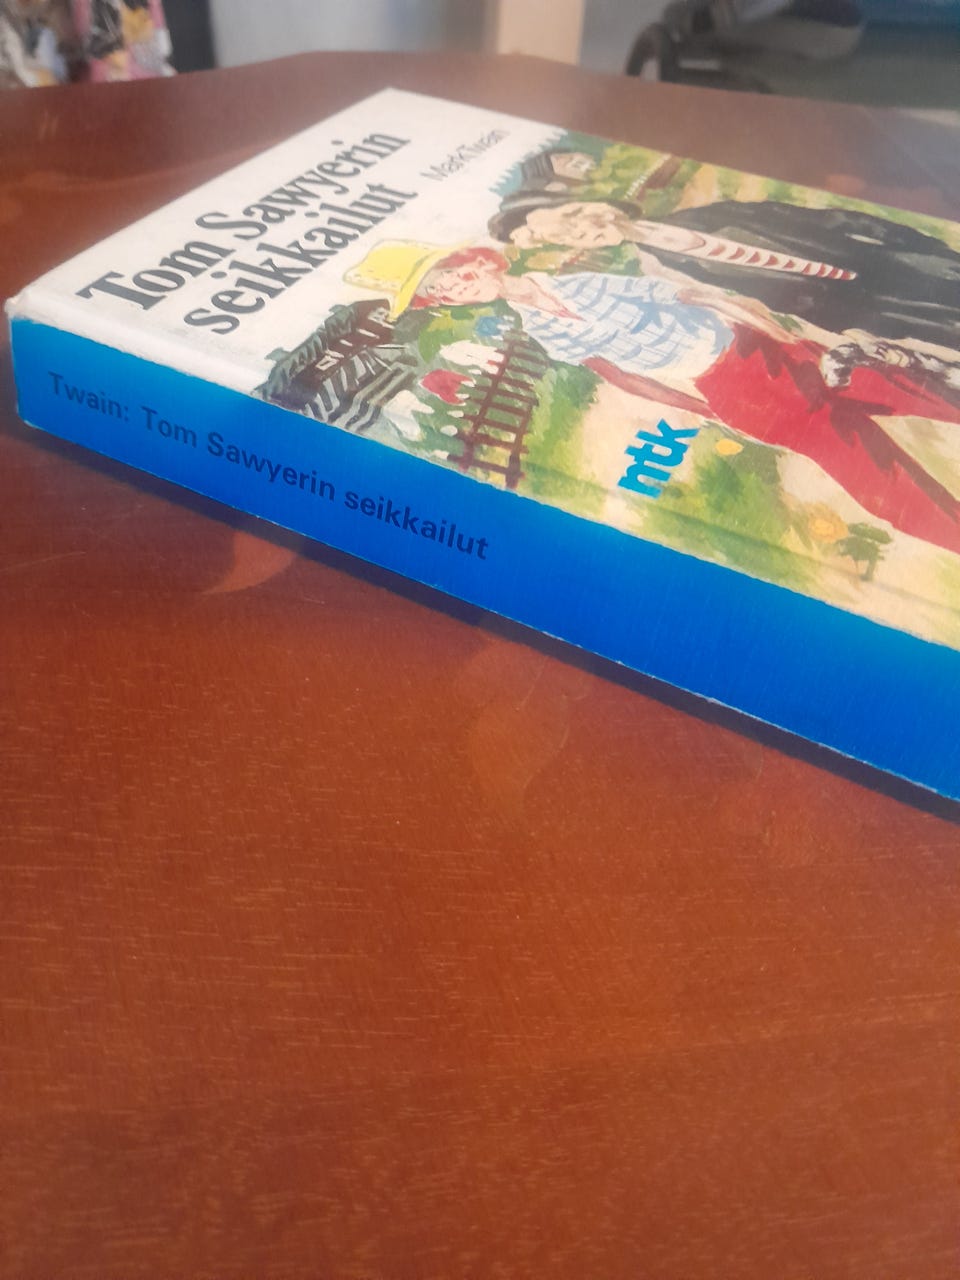 Tom Sawyerin
seikkailut
Mark Twain
ntk
Twain: Tom Sawyerin seikkailut